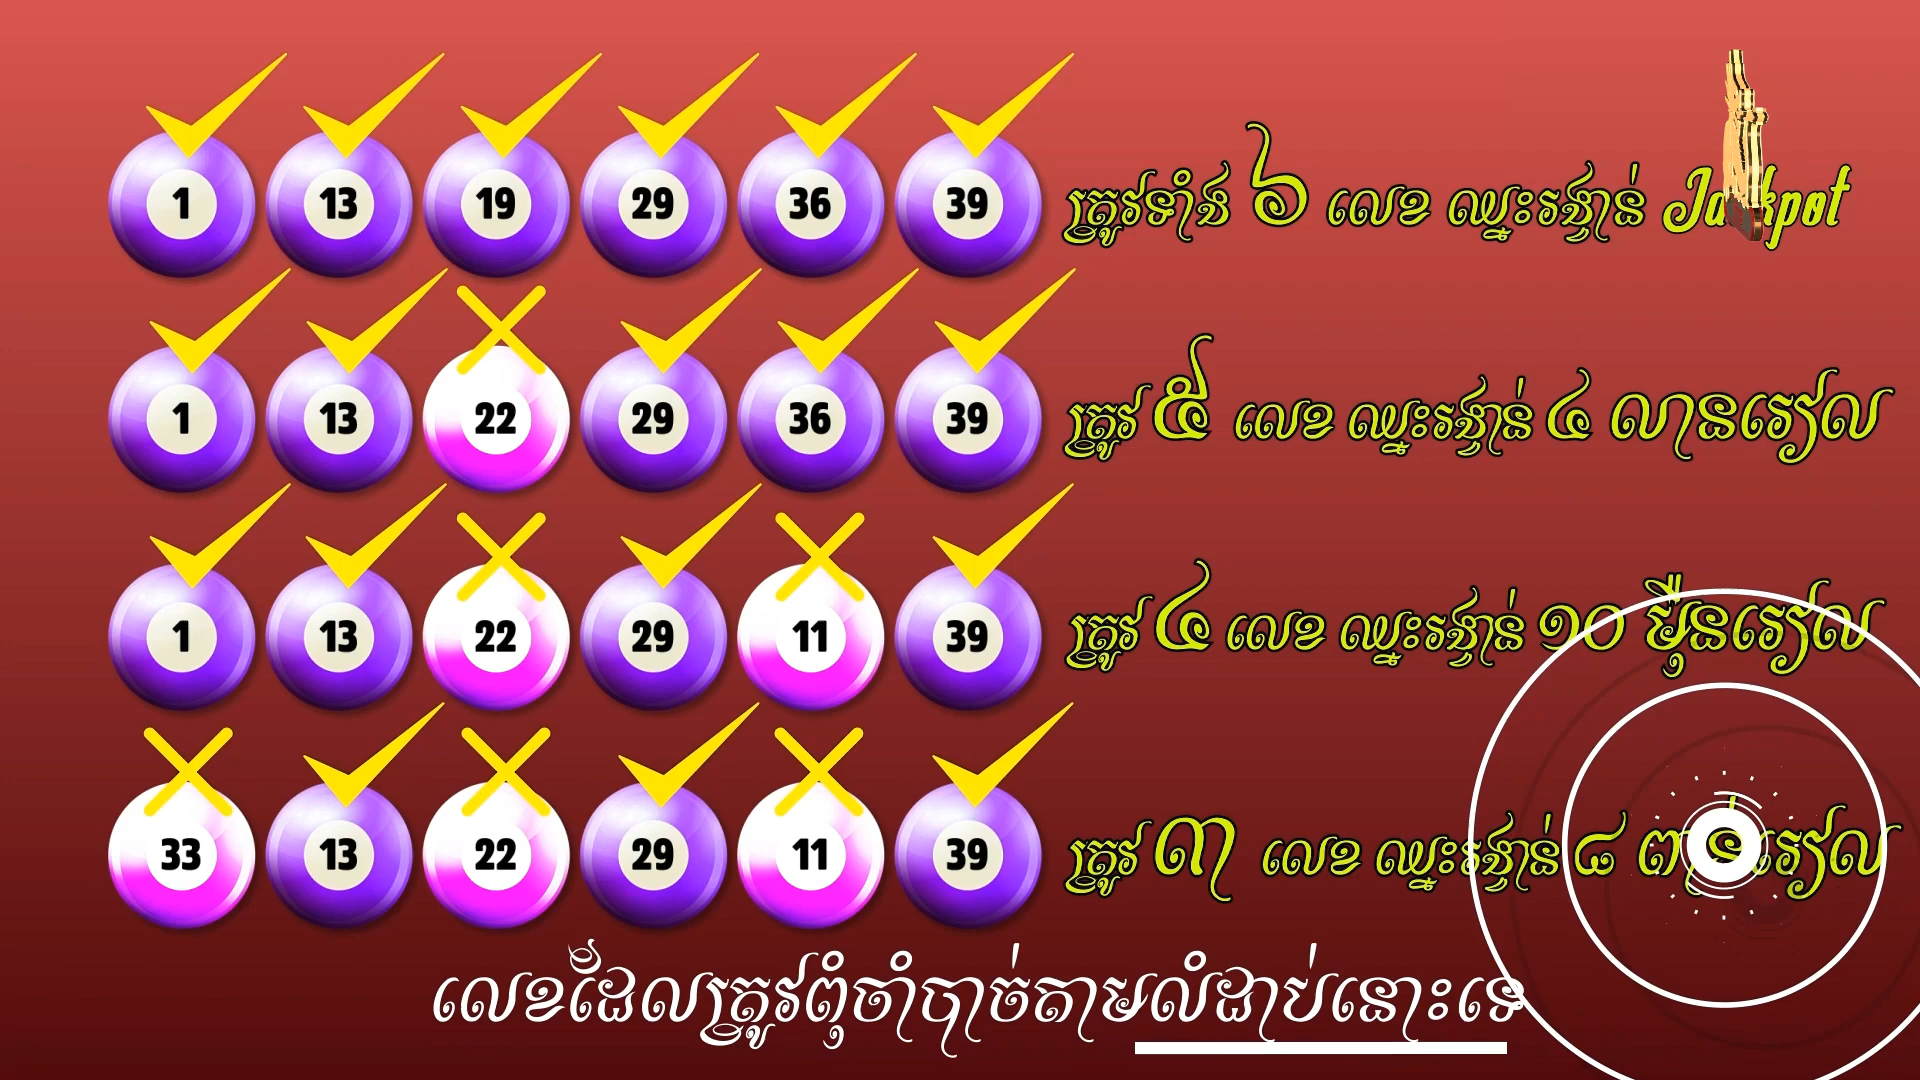 1 13 19 29 36 39 ត្រូវទាំង ៦ លេខ ឈ្នះរង្វាន់ Jackpot
1 13 22 29 36 39 ត្រូវ ៥ លេខ ឈ្នះរង្វាន់ ៤ លានរៀល
1 13 22 29 11 39 ត្រូវ ៤ លេខ ឈ្នះរង្វាន់ ១០ ម៉ឺនរៀល
33 13 22 29 11 39 ត្រូវ ៣ លេខ ឈ្នះរង្វាន់ ៨ ពាន់រៀល
លេខដែលត្រូវពុំចាំបាច់តាមលំដាប់នោះទេ